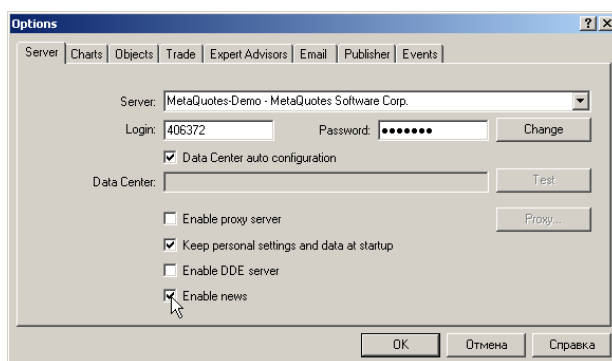 Options
Server Charts Objects Trade Expert Advisors Email Publisher Events
Server: MetaQuotes-Demo - MetaQuotes Software Corp.
Login: 406372 Password: ●●●●●●● Change
Data Center auto configuration
Data Center: Test
Enable proxy server Proxy...
Keep personal settings and data at startup
Enable DDE server
Enable news
OK Отмена Справка